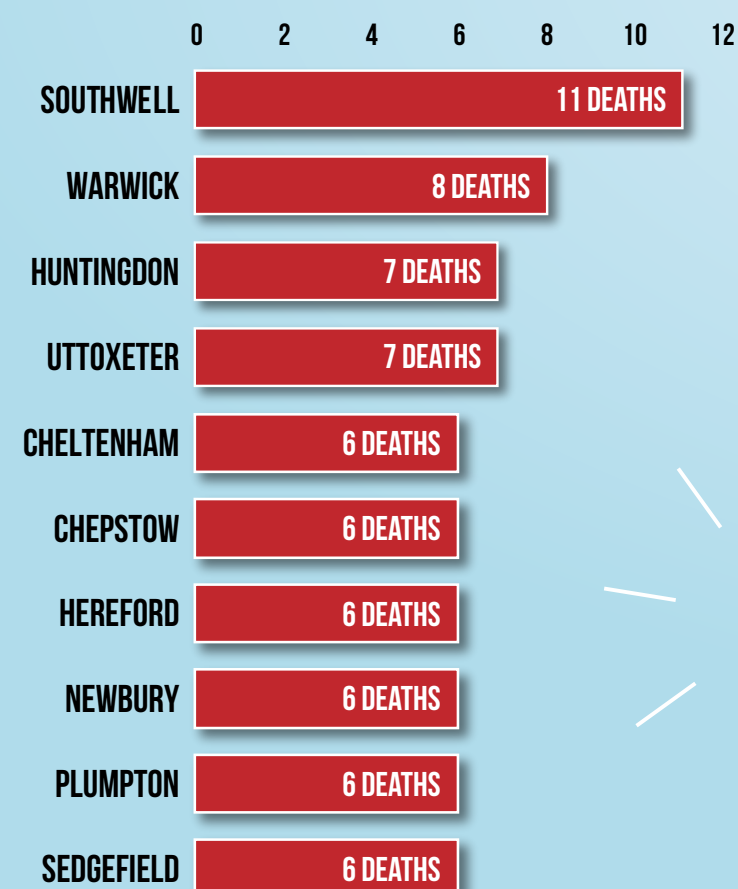 0 2 4 6 8 10 12
SOUTHWELL 11 DEATHS
WARWICK 8 DEATHS
HUNTINGDON 7 DEATHS
UTTOXETER 7 DEATHS
CHELTENHAM 6 DEATHS
CHEPSTOW 6 DEATHS
HEREFORD 6 DEATHS
NEWBURY 6 DEATHS
PLUMPTON 6 DEATHS
SEDGEFIELD 6 DEATHS